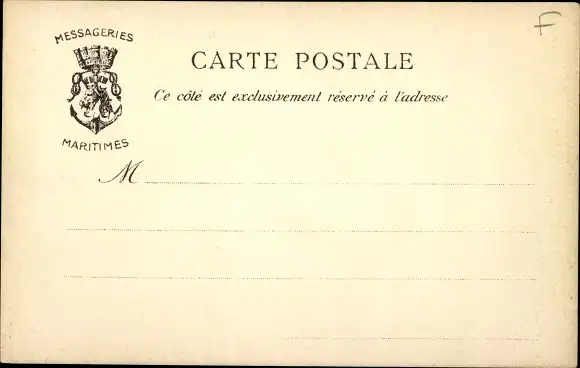 MESSAGERIES
MARITIMES
F
CARTE POSTALE
Ce côté est exclusivement réservé à l'adresse
M